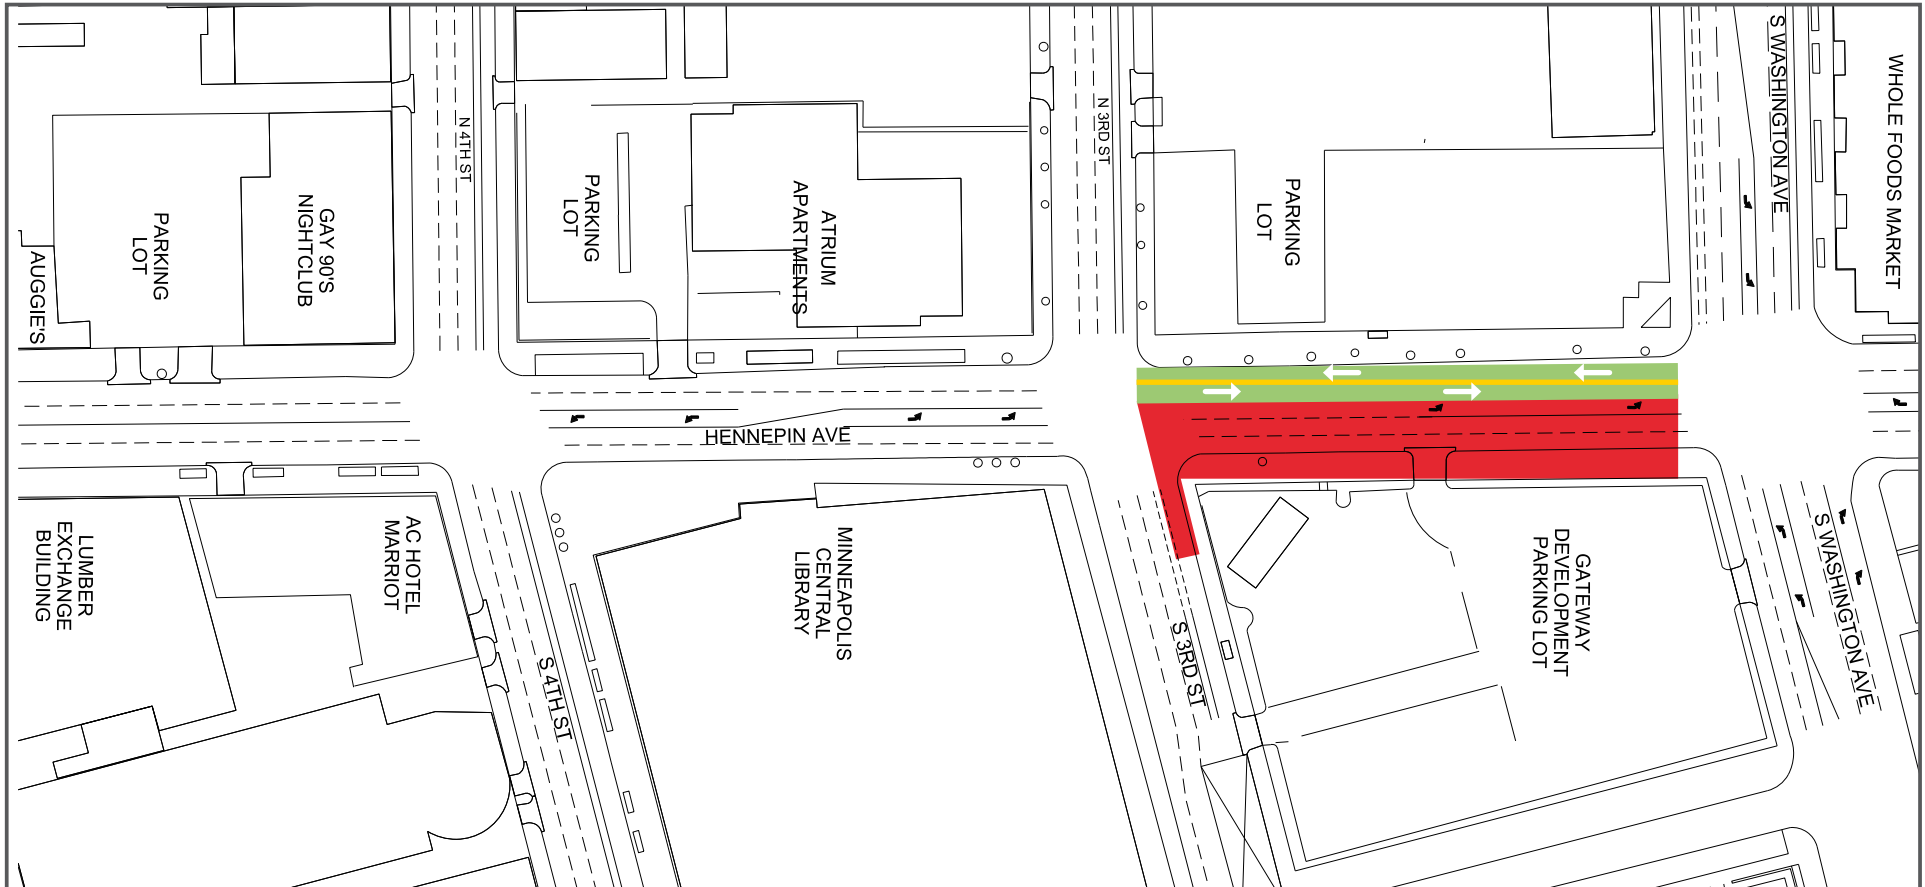 AUGGIE'S
PARKING
LOT
GAY 90'S
NIGHTCLUB
N 4TH ST
PARKING
LOT
ATRIUM
APARTMENTS
N 3RD ST
PARKING
LOT
S WASHINGTON AVE
WHOLE FOODS MARKET
HENNEPIN AVE
LUMBER
EXCHANGE
BUILDING
AC HOTEL
MARRIOT
S 4TH ST
MINNEAPOLIS
CENTRAL
LIBRARY
S 3RD ST
GATEWAY
DEVELOPMENT
PARKING LOT
S WASHINGTON AVE